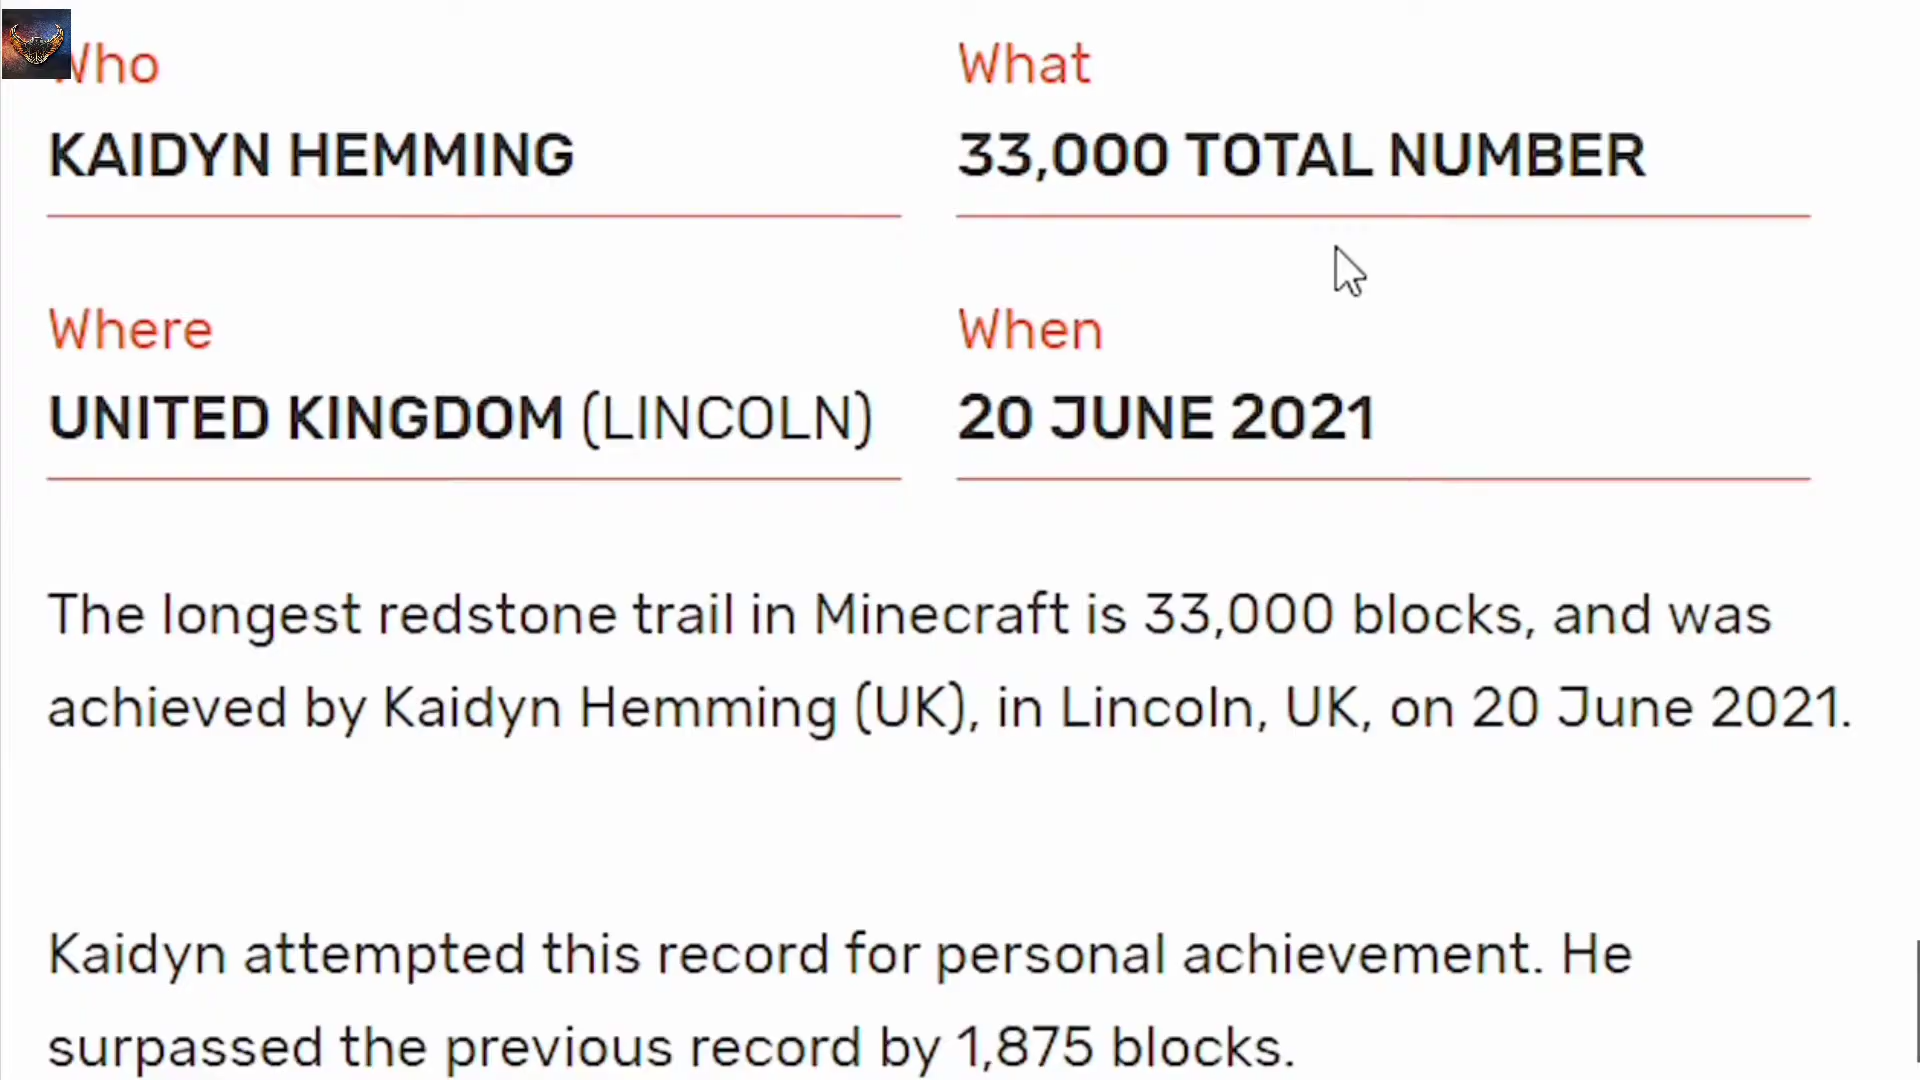 Who
What
KAIDYN HEMMING
33,000 TOTAL NUMBER
Where
When
UNITED KINGDOM (LINCOLN)
20 JUNE 2021
The longest redstone trail in Minecraft is 33,000 blocks, and was
achieved by Kaidyn Hemming (UK), in Lincoln, UK, on 20 June 2021.
Kaidyn attempted this record for personal achievement. He
surpassed the previous record by 1,875 blocks.